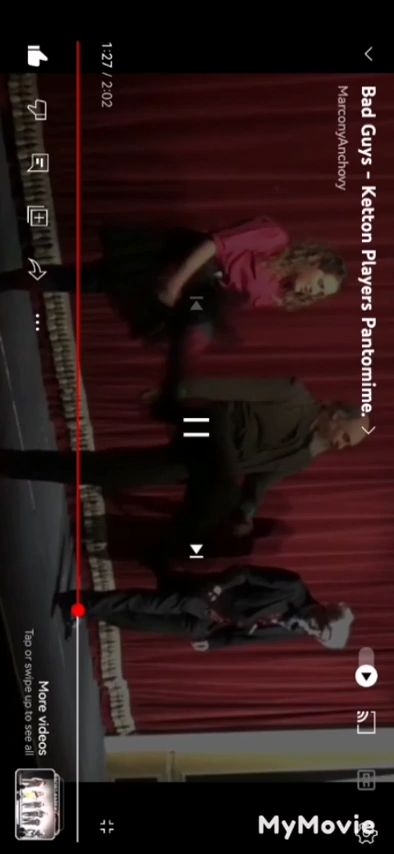 Bad Guys - Ketton Players Pantomime.
MarconyAnchovy
1:27 / 2:02
More videos
Tap or swipe up to see all
MyMovie